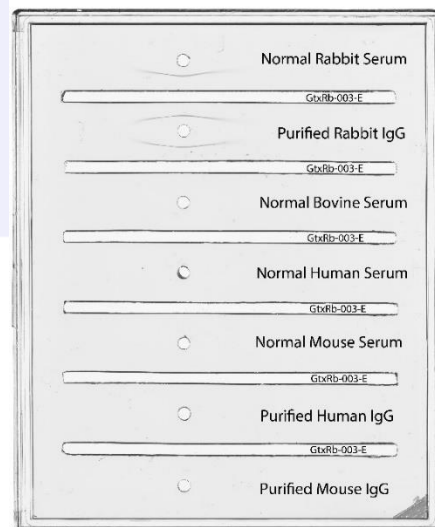 Normal Rabbit Serum
GtxRb-003-E
Purified Rabbit IgG
GtxRb-003-E
Normal Bovine Serum
GtxRb-003-E
Normal Human Serum
GtxRb-003-E
Normal Mouse Serum
GtxRb-003-E
Purified Human IgG
GtxRb-003-E
Purified Mouse IgG